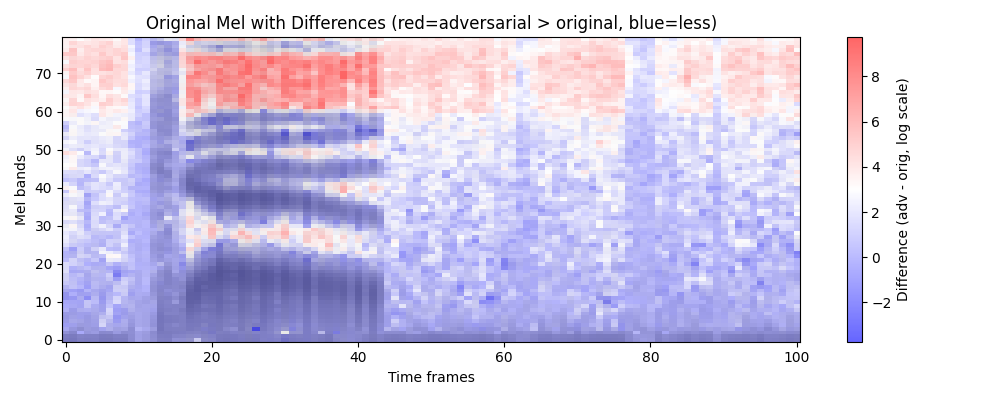 Original Mel with Differences (red=adversarial > original, blue=less)
Mel bands
70
60
50
40
30
20
10
0
0 20 40 60 80 100
Time frames
8
6
4
2
0
−2
Difference (adv - orig, log scale)